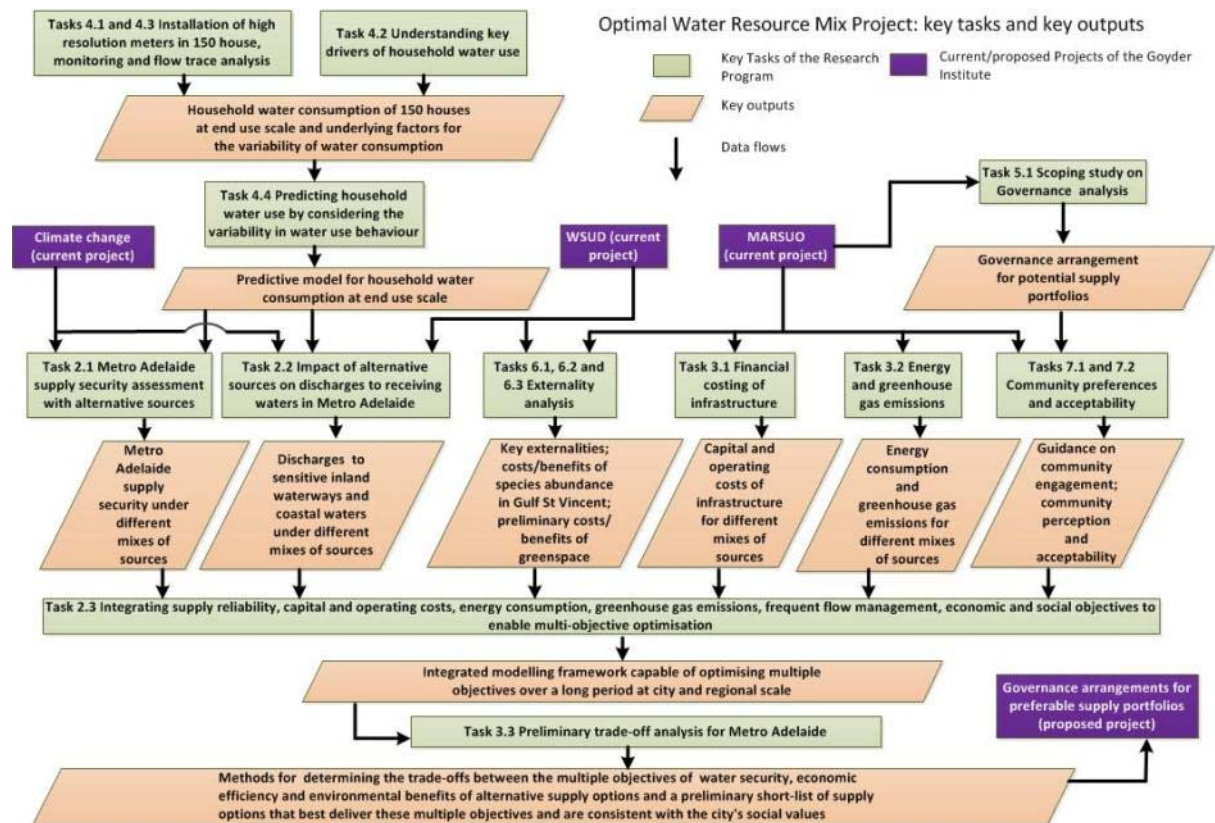 Optimal Water Resource Mix Project: key tasks and key outputs
Key Tasks of the Research
Program
Current/proposed Projects of the Goyder
Institute
Key outputs
Data flows
Tasks 4.1 and 4.3 Installation of high
resolution meters in 150 house,
monitoring and flow trace analysis
Task 4.2 Understanding key
drivers of household water use
Household water consumption of 150 houses
at end use scale and underlying factors for
the variability of water consumption
Task 4.4 Predicting household
water use by considering the
variability in water use behaviour
Task 5.1 Scoping study on
Governance analysis
Climate change
(current project)
WSUD (current
project)
MARSUO
(current project)
Predictive model for household water
consumption at end use scale
Governance arrangement
for potential supply
portfolios
Task 2.1 Metro Adelaide
supply security assessment
with alternative sources
Task 2.2 Impact of alternative
sources on discharges to receiving
waters in Metro Adelaide
Tasks 6.1, 6.2 and
6.3 Externality
analysis
Task 3.1 Financial
costing of
infrastructure
Task 3.2 Energy
and greenhouse
gas emissions
Tasks 7.1 and 7.2
Community preferences
and acceptability
Metro
Adelaide
supply
security under
different
mixes of
sources
Discharges to
sensitive inland
waterways and
coastal waters
under different
mixes of sources
Key externalities;
costs/benefits of
species abundance
in Gulf St Vincent;
preliminary costs/
benefits of
greenspace
Capital and
operating
costs of
infrastructure
for different
mixes of
sources
Energy
consumption
and
greenhouse gas
emissions for
different mixes
of sources
Guidance on
community
engagement;
community
perception
and
acceptability
Task 2.3 Integrating supply reliability, capital and operating costs, energy consumption, greenhouse gas emissions, frequent flow management, economic and social objectives to
enable multi-objective optimisation
Integrated modelling framework capable of optimising multiple
objectives over a long period at city and regional scale
Governance arrangements for
preferable supply portfolios
(proposed project)
Task 3.3 Preliminary trade-off analysis for Metro Adelaide
Methods for determining the trade-offs between the multiple objectives of water security, economic
efficiency and environmental benefits of alternative supply options and a preliminary short-list of supply
options that best deliver these multiple objectives and are consistent with the city's social values